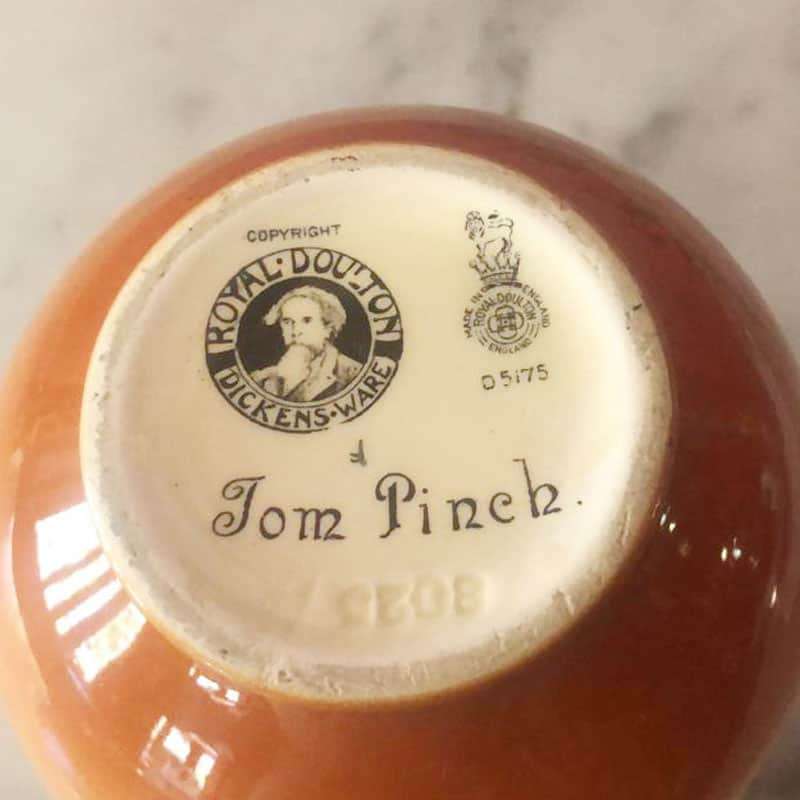 COPYRIGHT
ROYAL·DOULTON
DICKENS·WARE
MADE IN ENGLAND
ROYAL DOULTON
ENGLAND
D5175
Tom Pinch.